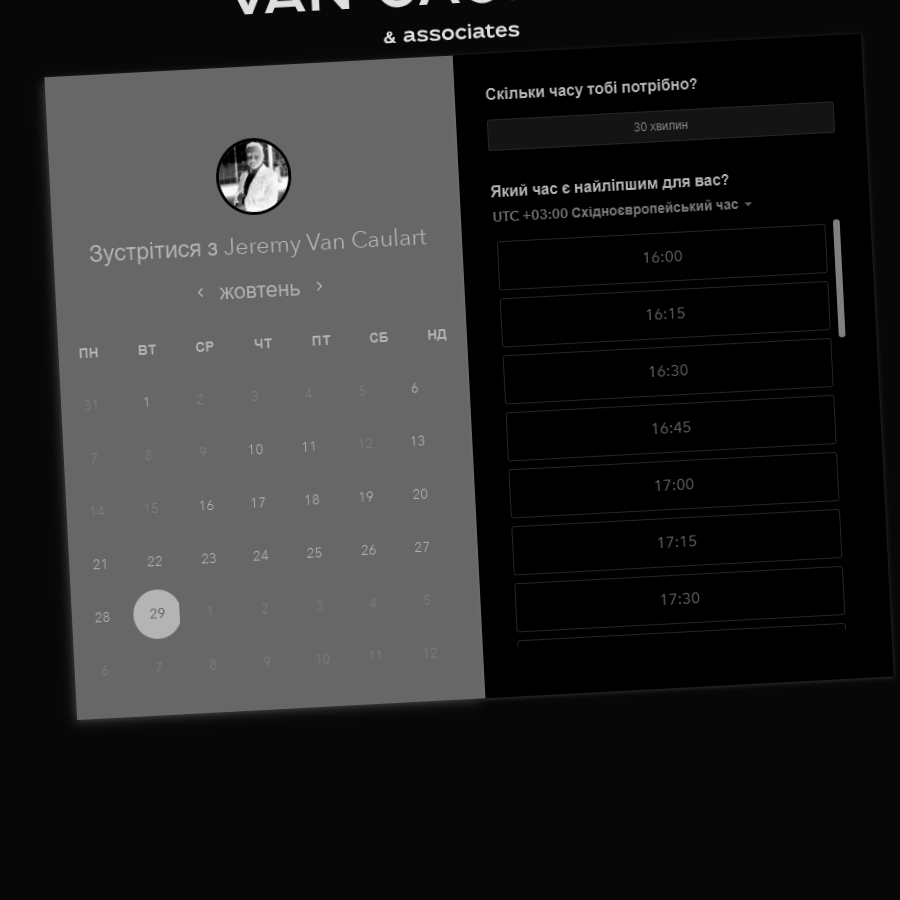 & associates
Зустрітися з Jeremy Van Caulart
жовтень
ПН ВТ СР ЧТ ПТ СБ НД
31 1 2 3 4 5 6
7 8 9 10 11 12 13
14 15 16 17 18 19 20
21 22 23 24 25 26 27
28 29 1 2 3 4 5
6 7 8 9 10 11 12
Скільки часу тобі потрібно?
30 хвилин
Який час є найліпшим для вас?
UTC +03:00 Східноєвропейський час
16:00
16:15
16:30
16:45
17:00
17:15
17:30